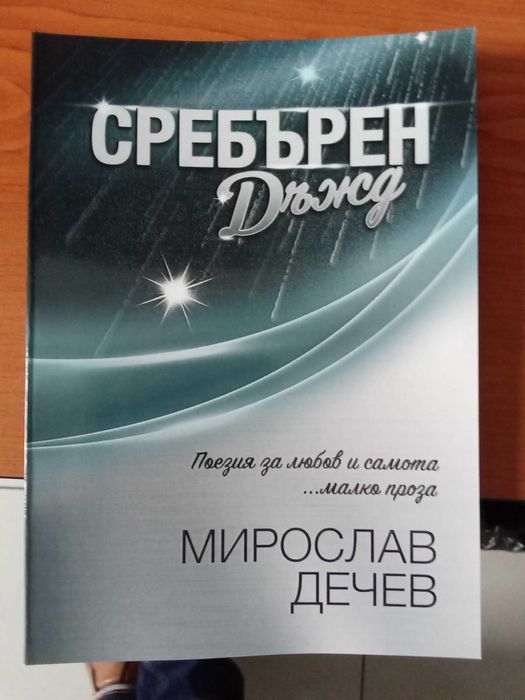 СРЕБЪРЕН
Дъжд
Поезия за любов и самота
...малко проза
МИРОСЛАВ
ДЕЧЕВ